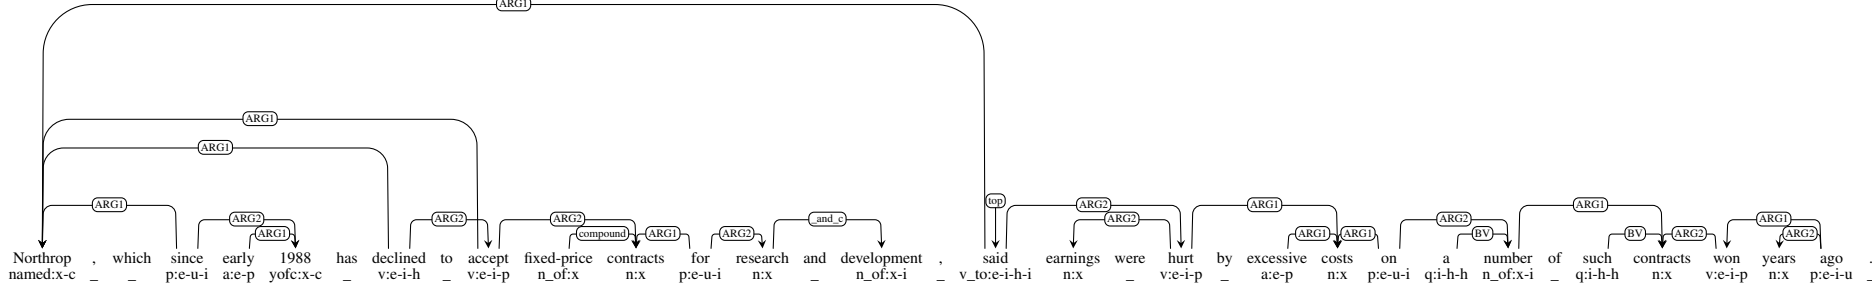 ARG1
ARG1
ARG1
top
ARG1 ARG2 ARG1 ARG1
ARG2 ARG2 ARG2 _and_c ARG2 ARG2 ARG1
ARG1 compound ARG1 ARG2 ARG1 ARG1 BV BV ARG2 ARG2
Northrop , which since early 1988 has declined to accept fixed-price contracts for research and development , said earnings were hurt by excessive costs on a number of such contracts won years ago .
named:x-c _ _ p:e-u-i a:e-p yofc:x-c _ v:e-i-h _ v:e-i-p n_of:x n:x p:e-u-i n:x _ n_of:x-i _ v_to:e-i-h-i n:x _ v:e-i-p _ a:e-p n:x p:e-u-i q:i-h-h n_of:x-i _ q:i-h-h n:x v:e-i-p n:x p:e-i-u _